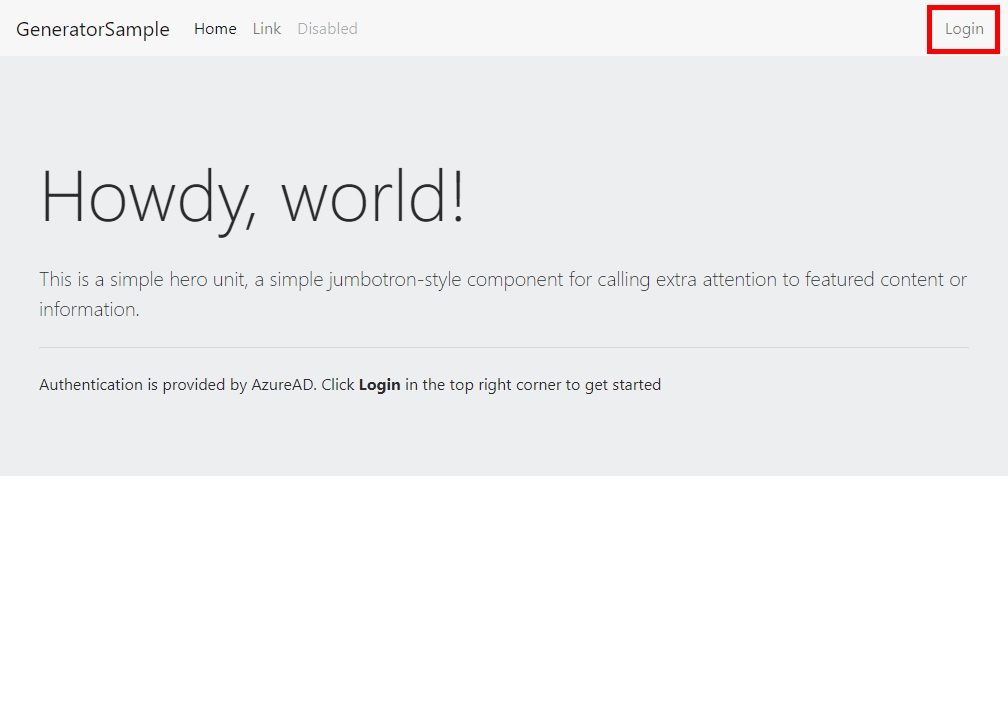 GeneratorSample Home Link Disabled Login
Howdy, world!
This is a simple hero unit, a simple jumbotron-style component for calling extra attention to featured content or
information.
Authentication is provided by AzureAD. Click Login in the top right corner to get started